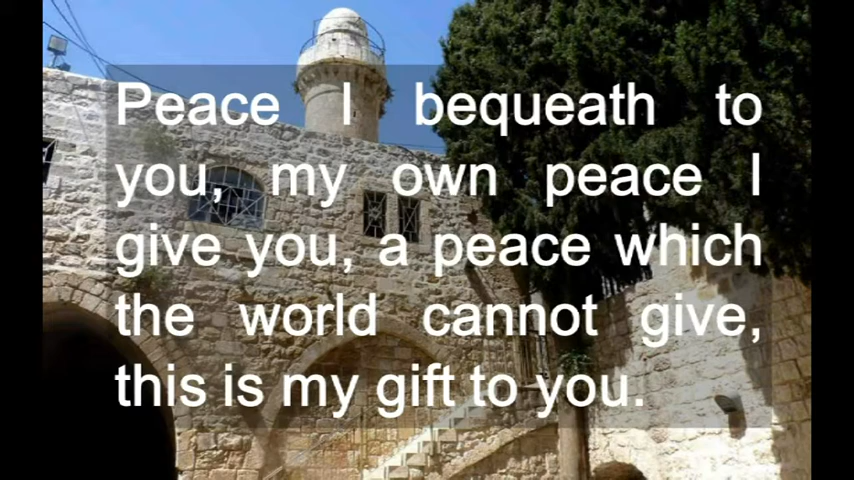 Peace I bequeath to
you, my own peace I
give you, a peace which
the world cannot give,
this is my gift to you.